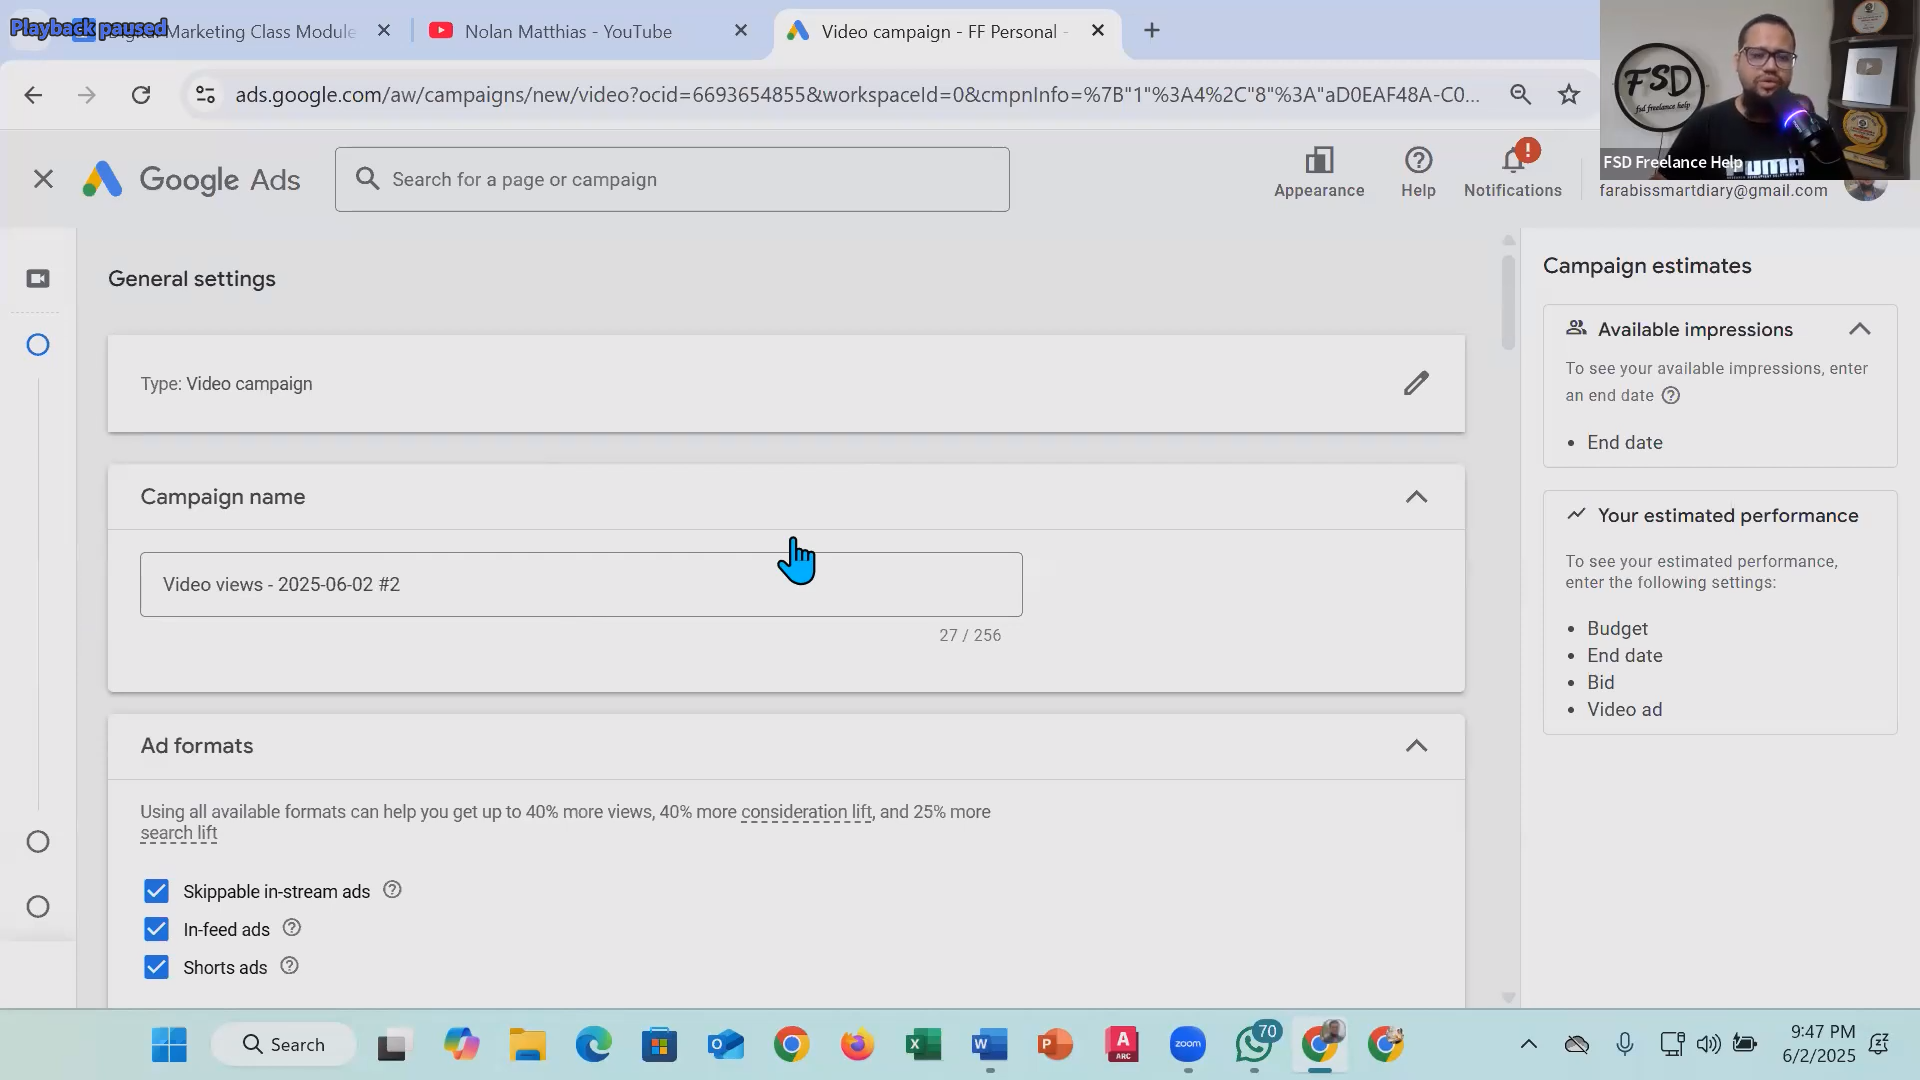 Playback paused
Digital Marketing Class Module
Nolan Matthias - YouTube
Video campaign - FF Personal -
ads.google.com/aw/campaigns/new/video?ocid=6693654855&workspaceId=0&cmpnInfo=%7B"1"%3A4%2C"8"%3A"aD0EAF48A-C0...
FSD
fsd freelance help
PUMA
FSD Freelance Help
Google Ads
Search for a page or campaign
Appearance
Help
Notifications
farabissmartdiary@gmail.com
General settings
Type: Video campaign
Campaign name
Video views - 2025-06-02 #2
27 / 256
Ad formats
Using all available formats can help you get up to 40% more views, 40% more consideration lift, and 25% more
search lift
Skippable in-stream ads
In-feed ads
Shorts ads
Campaign estimates
Available impressions
To see your available impressions, enter
an end date
• End date
Your estimated performance
To see your estimated performance,
enter the following settings:
• Budget
• End date
• Bid
• Video ad
Search
ARC
zoom
70
9:47 PM
6/2/2025